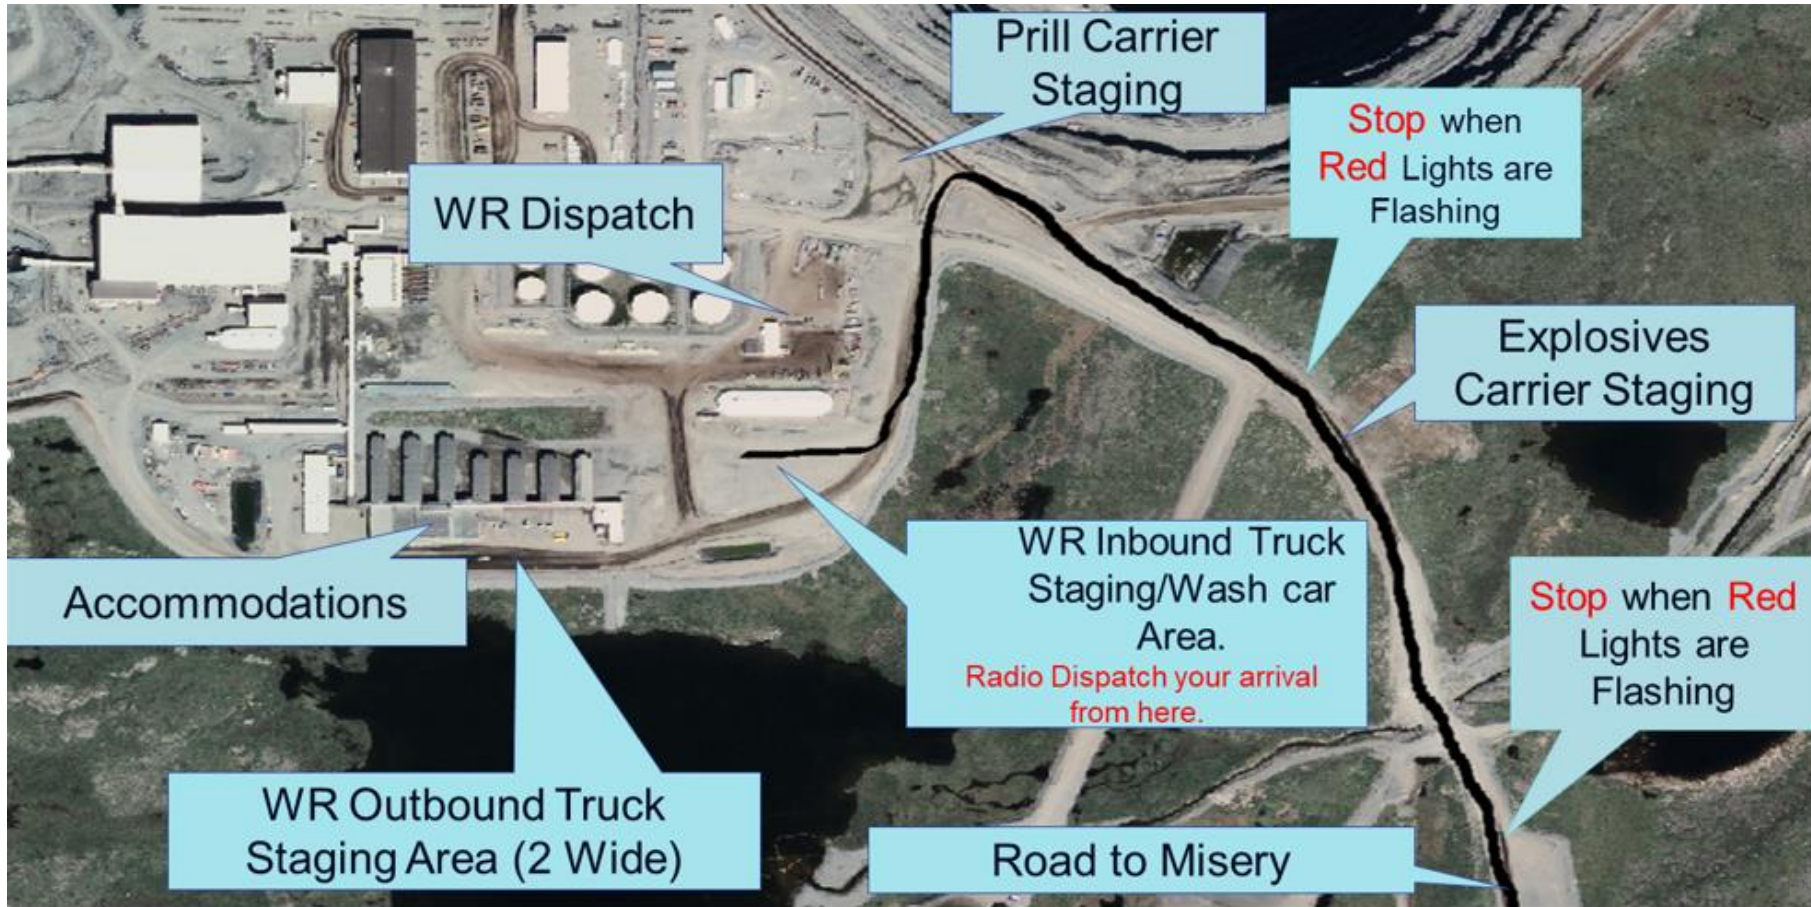 Prill Carrier
Staging
Stop when
Red Lights are
Flashing
WR Dispatch
Explosives
Carrier Staging
WR Inbound Truck
Staging/Wash car
Area.
Radio Dispatch your arrival
from here.
Accommodations
Stop when Red
Lights are
Flashing
WR Outbound Truck
Staging Area (2 Wide)
Road to Misery